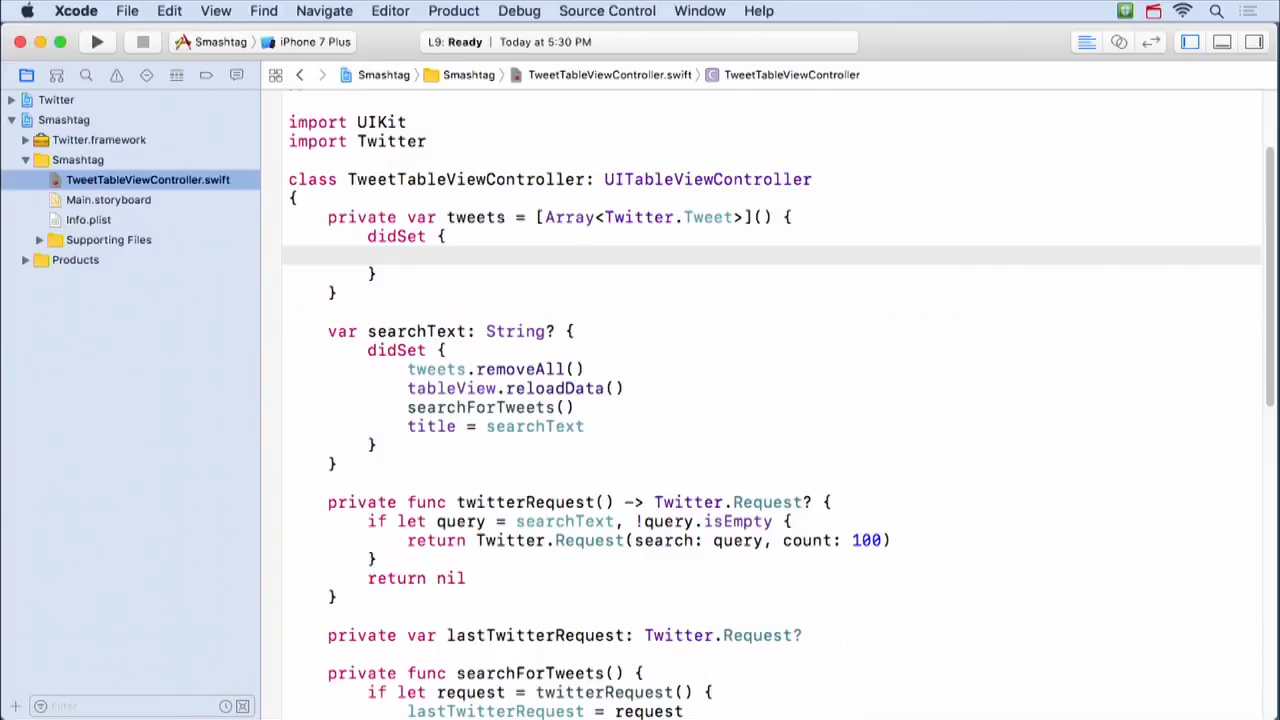 Xcode File Edit View Find Navigate Editor Product Debug Source Control Window Help
Smashtag iPhone 7 Plus L9: Ready Today at 5:30 PM
Smashtag Smashtag TweetTableViewController.swift C TweetTableViewController
Twitter
Smashtag
Twitter.framework
Smashtag
TweetTableViewController.swift
Main.storyboard
Info.plist
Supporting Files
Products
Filter
import UIKit
import Twitter
class TweetTableViewController: UITableViewController
{
private var tweets = [Array<Twitter.Tweet>]() {
didSet {
}
}
var searchText: String? {
didSet {
tweets.removeAll()
tableView.reloadData()
searchForTweets()
title = searchText
}
}
private func twitterRequest() -> Twitter.Request? {
if let query = searchText, !query.isEmpty {
return Twitter.Request(search: query, count: 100)
}
return nil
}
private var lastTwitterRequest: Twitter.Request?
private func searchForTweets() {
if let request = twitterRequest() {
lastTwitterRequest = request